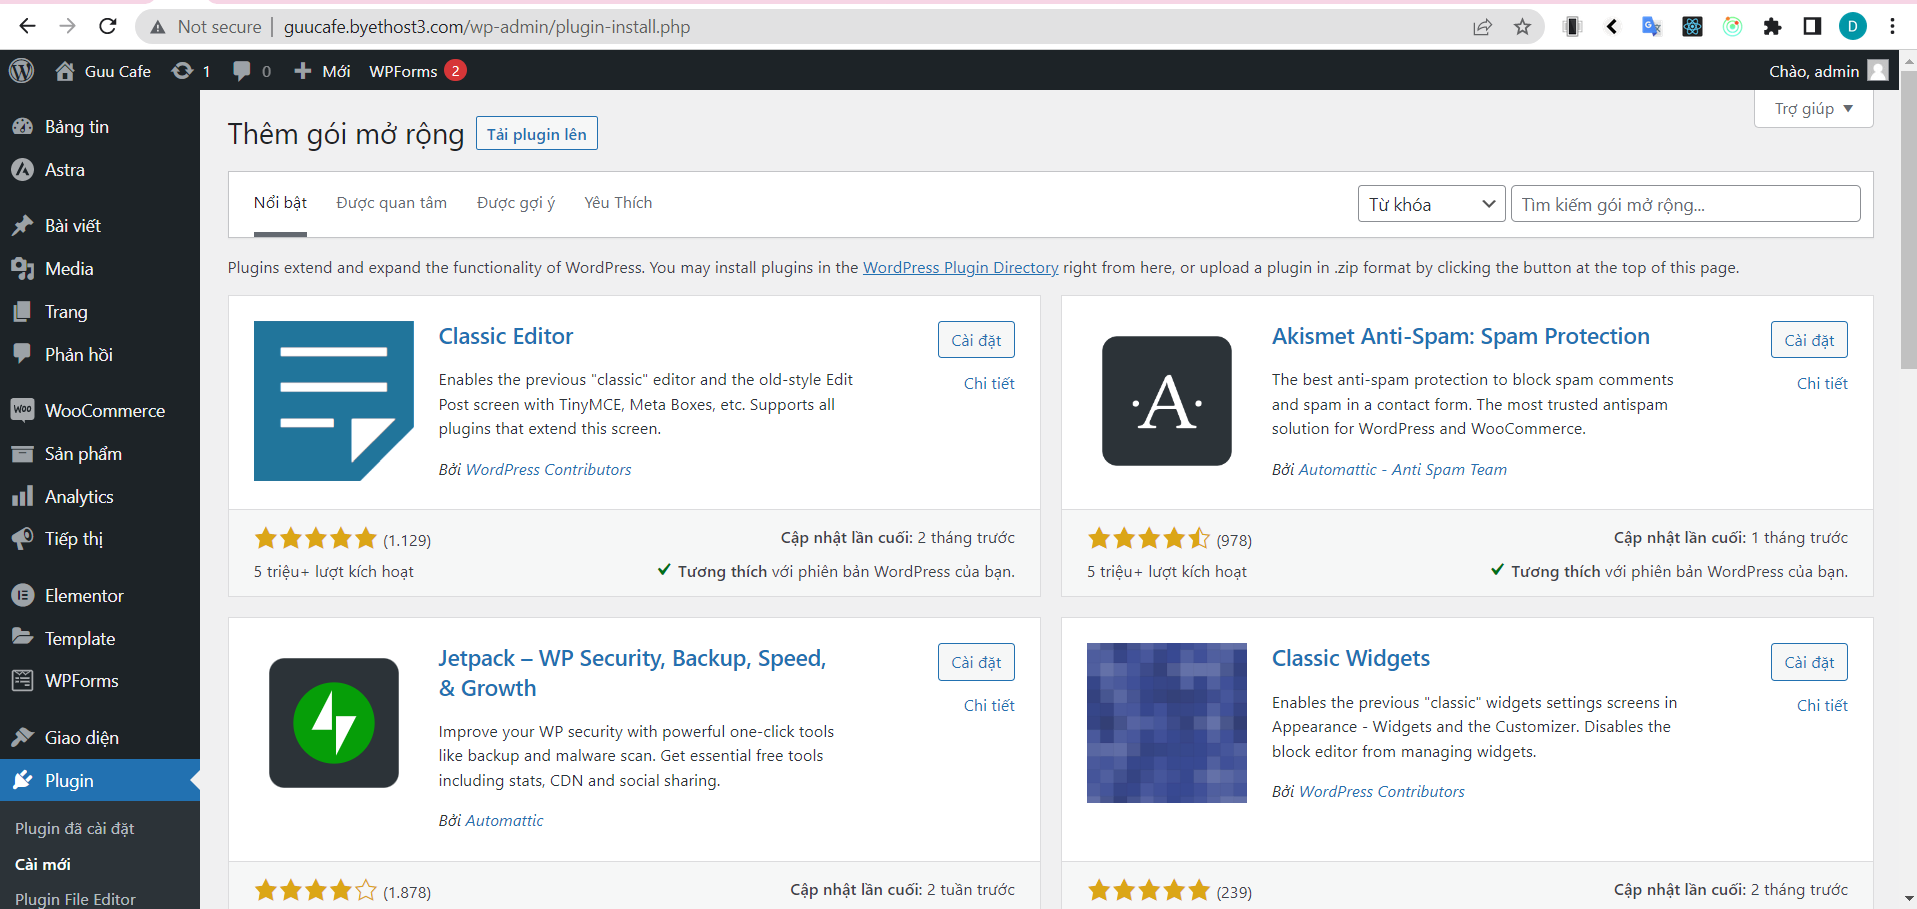 Not secure | guucafe.byethost3.com/wp-admin/plugin-install.php
D
Guu Cafe 1 0 Mới WPForms 2
Chào, admin
Bảng tin
Astra
Bài viết
Media
Trang
Phản hồi
WooCommerce
Sản phẩm
Analytics
Tiếp thị
Elementor
Template
WPForms
Giao diện
Plugin
Plugin đã cài đặt
Cài mới
Plugin File Editor
Trợ giúp
Thêm gói mở rộng
Tải plugin lên
Nổi bật Được quan tâm Được gợi ý Yêu Thích
Từ khóa
Tìm kiếm gói mở rộng...
Plugins extend and expand the functionality of WordPress. You may install plugins in the WordPress Plugin Directory right from here, or upload a plugin in .zip format by clicking the button at the top of this page.
Classic Editor
Cài đặt
Chi tiết
Enables the previous "classic" editor and the old-style Edit
Post screen with TinyMCE, Meta Boxes, etc. Supports all
plugins that extend this screen.
Bởi WordPress Contributors
(1.129)
Cập nhật lần cuối: 2 tháng trước
5 triệu+ lượt kích hoạt
Tương thích với phiên bản WordPress của bạn.
A
Akismet Anti-Spam: Spam Protection
Cài đặt
Chi tiết
The best anti-spam protection to block spam comments
and spam in a contact form. The most trusted antispam
solution for WordPress and WooCommerce.
Bởi Automattic - Anti Spam Team
(978)
Cập nhật lần cuối: 1 tháng trước
5 triệu+ lượt kích hoạt
Tương thích với phiên bản WordPress của bạn.
Jetpack – WP Security, Backup, Speed,
& Growth
Cài đặt
Chi tiết
Improve your WP security with powerful one-click tools
like backup and malware scan. Get essential free tools
including stats, CDN and social sharing.
Bởi Automattic
(1.878)
Cập nhật lần cuối: 2 tuần trước
Classic Widgets
Cài đặt
Chi tiết
Enables the previous "classic" widgets settings screens in
Appearance - Widgets and the Customizer. Disables the
block editor from managing widgets.
Bởi WordPress Contributors
(239)
Cập nhật lần cuối: 2 tháng trước